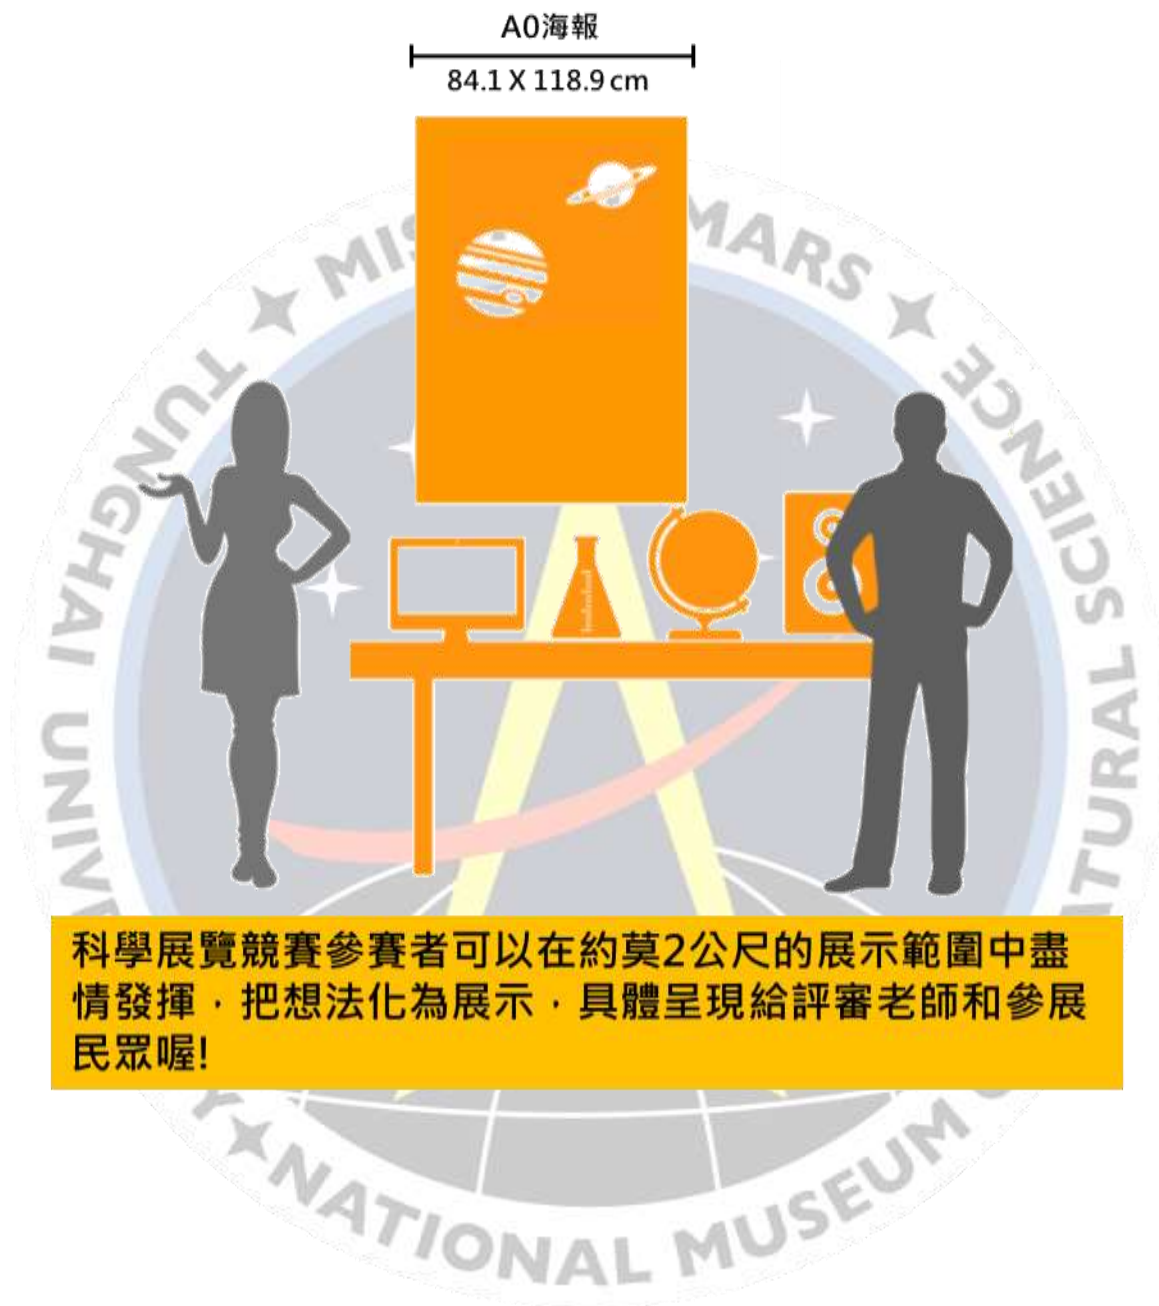 A0海報
84.1 X 118.9 cm
MARS
TUNGHAI
SCIENCE
NATURAL
NATIONAL MUSEUM
科學展覽競賽參賽者可以在約莫2公尺的展示範圍中盡
情發揮，把想法化為展示，具體呈現給評審老師和參展
民眾喔!